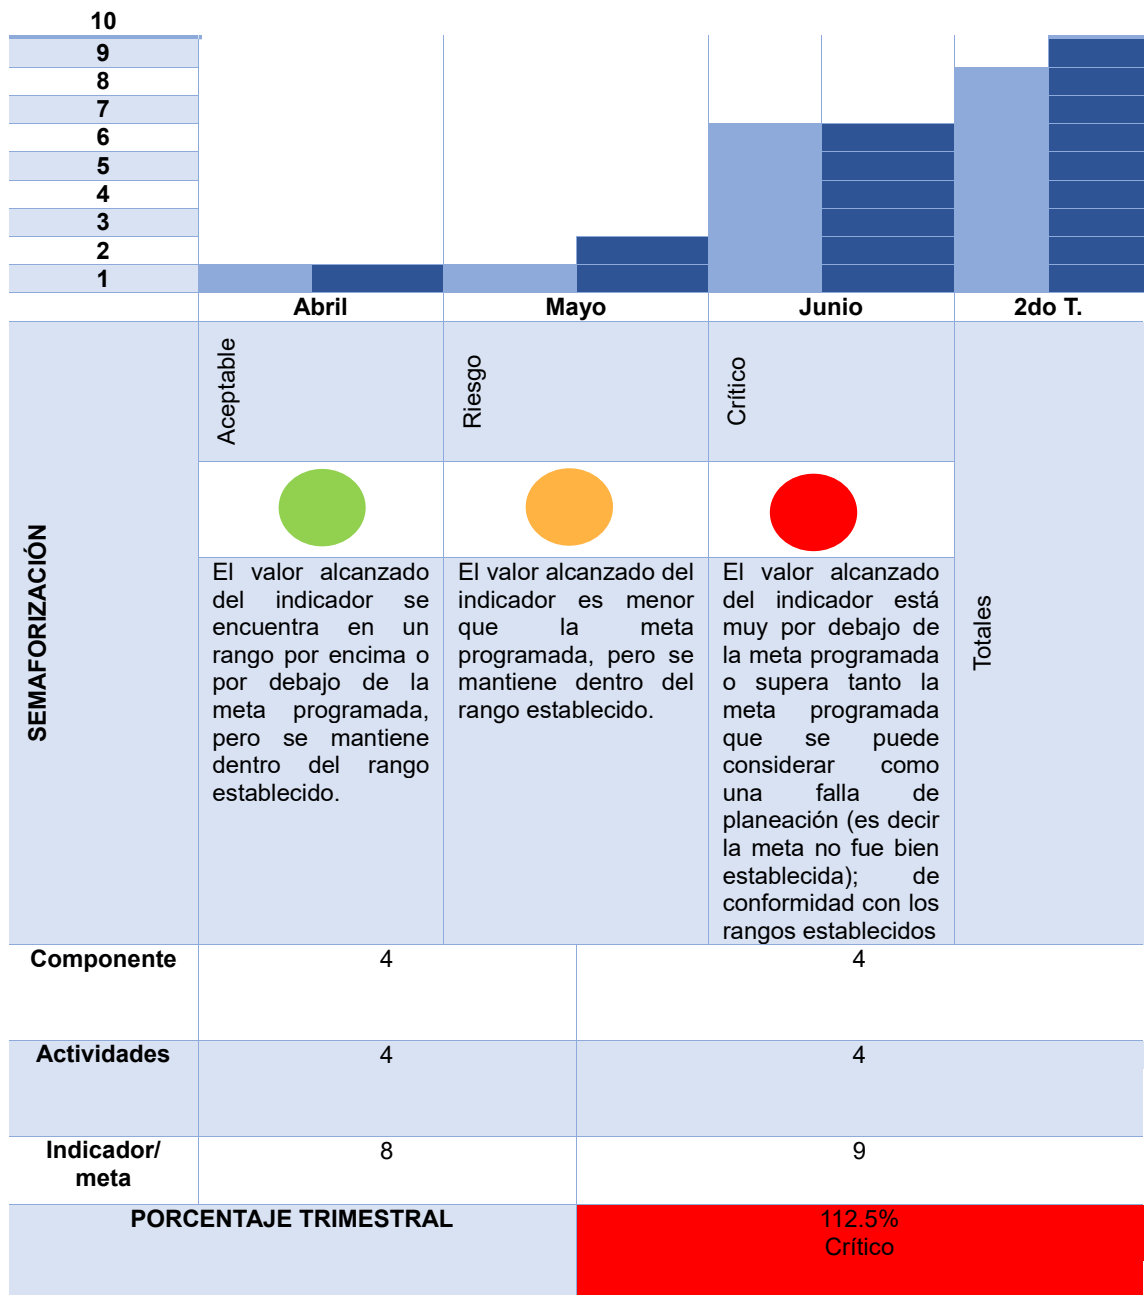 10
9
8
7
6
5
4
3
2
1
Abril Mayo Junio 2do T.
SEMAFORIZACIÓN
Aceptable
Riesgo
Crítico
El valor alcanzado
del indicador se
encuentra en un
rango por encima o
por debajo de la
meta programada,
pero se mantiene
dentro del rango
establecido.
El valor alcanzado del
indicador es menor
que la meta
programada, pero se
mantiene dentro del
rango establecido.
El valor alcanzado
del indicador está
muy por debajo de
la meta programada
o supera tanto la
meta programada
que se puede
considerar como
una falla de
planeación (es decir
la meta no fue bien
establecida); de
conformidad con los
rangos establecidos
Totales
Componente 4 4
Actividades 4 4
Indicador/
meta
8 9
PORCENTAJE TRIMESTRAL
112.5%
Crítico